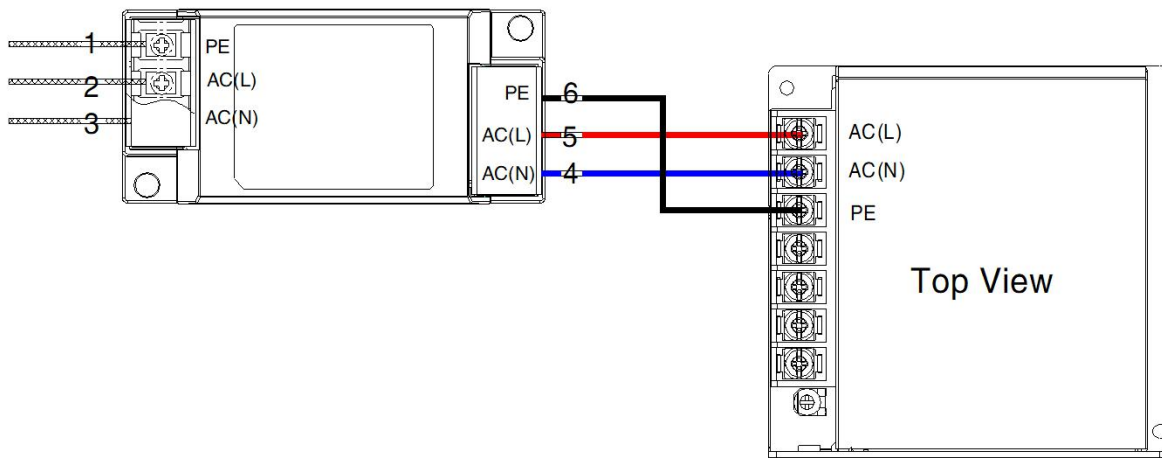 1
PE
2
AC(L)
3
AC(N)
PE
6
AC(L)
5
AC(N)
4
AC(L)
AC(N)
PE
Top View